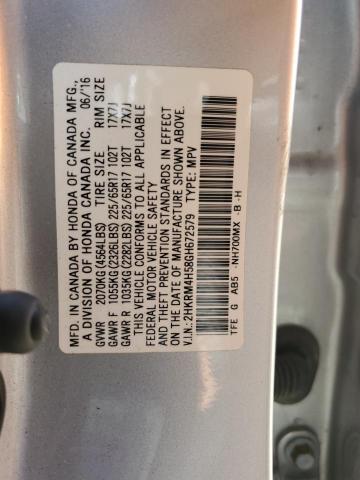 MFD. IN CANADA BY HONDA OF CANADA MFG.,
A DIVISION OF HONDA CANADA INC. 06/'16
GVWR 2070KG(4564LBS) TIRE SIZE RIM SIZE
GAWR F 1055KG(2326LBS) 225/65R17 102T 17X7J
GAWR R 1035KG(2282LBS) 225/65R17 102T 17X7J
THIS VEHICLE CONFORMS TO ALL APPLICABLE
FEDERAL MOTOR VEHICLE SAFETY, BUMPER,
AND THEFT PREVENTION STANDARDS IN EFFECT
ON THE DATE OF MANUFACTURE SHOWN ABOVE.
V.I.N.: 2HKRM4H58GH672579 TYPE: MPV
TFE G AB5 -NH700MX -B -H